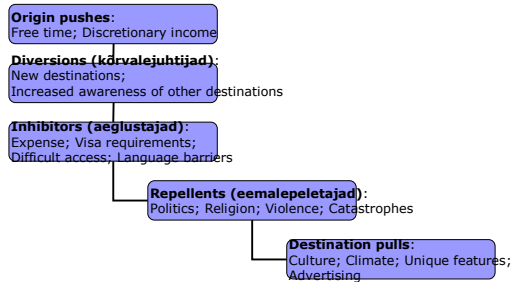 Origin pushes:
Free time; Discretionary income
Diversions (kõrvalejuhtijad):
New destinations;
Increased awareness of other destinations
Inhibitors (aeglustajad):
Expense; Visa requirements;
Difficult access; Language barriers
Repellents (eemalepeletajad):
Politics; Religion; Violence; Catastrophes
Destination pulls:
Culture; Climate; Unique features;
Advertising